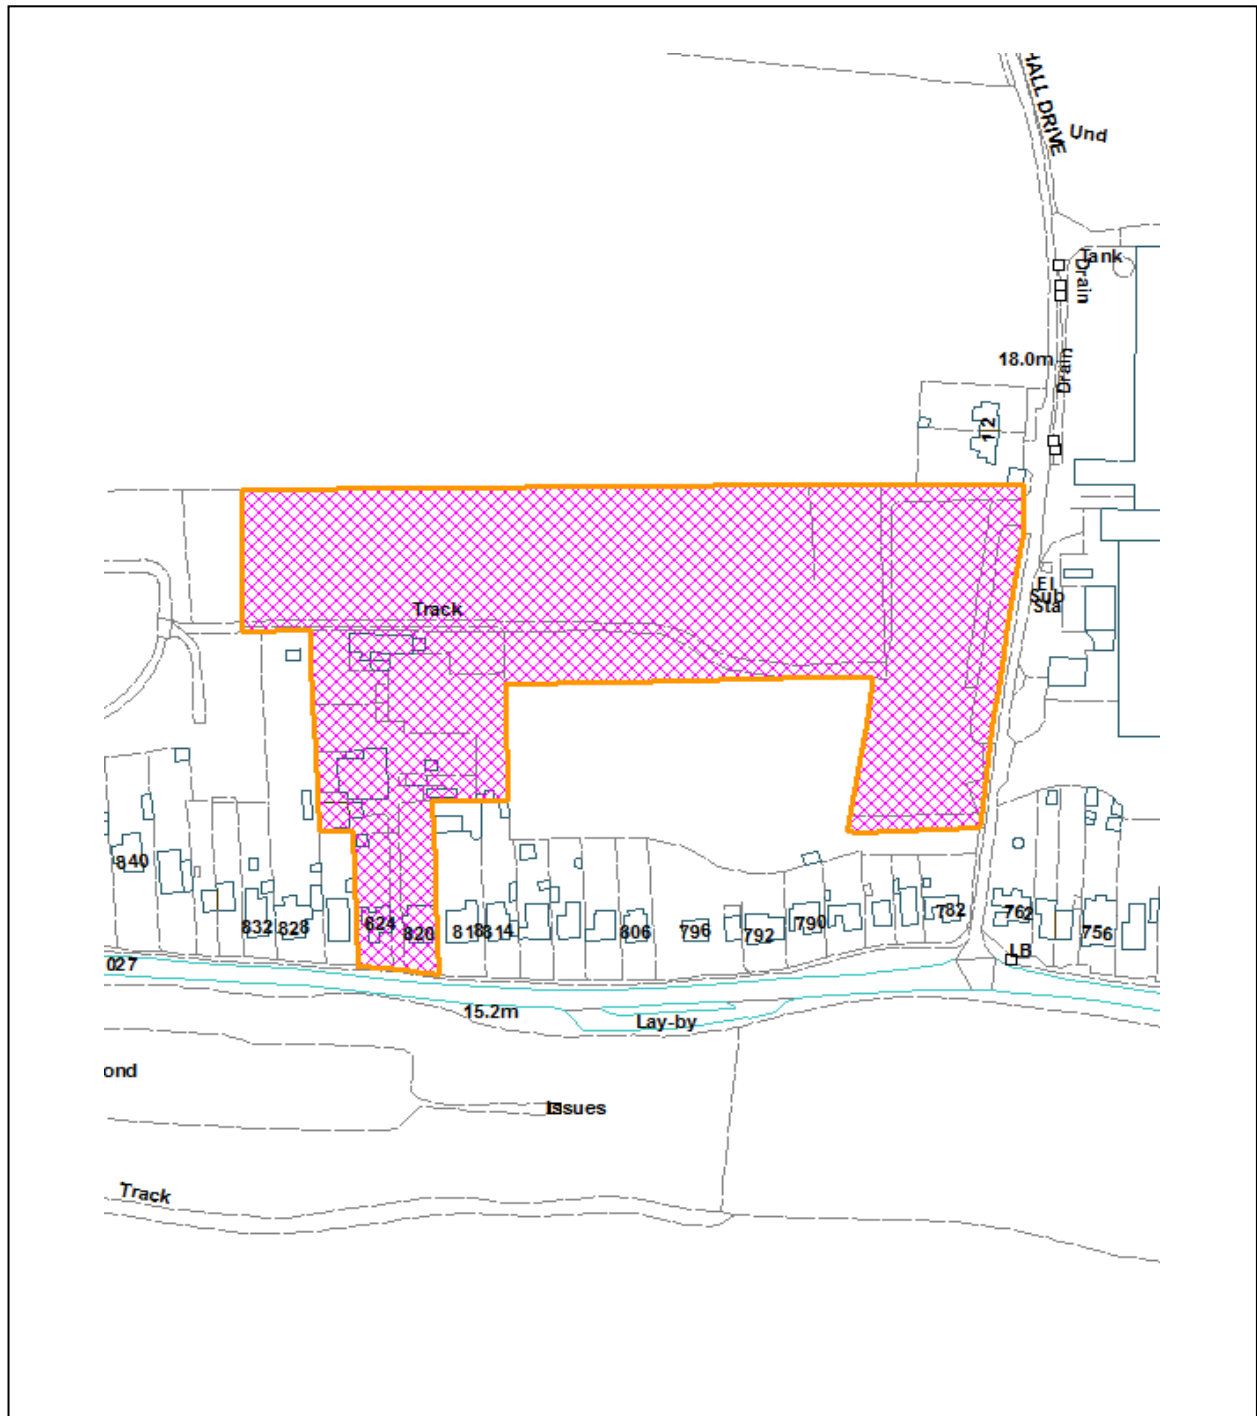 HALL DRIVE
Und
Tank
Drain
18.0m
Drain
12
El
Sub
Sta
Track
840
832
828
824
820
818
814
806
796
792
790
782
762
756
LB
027
15.2m
Lay-by
ond
Issues
Track